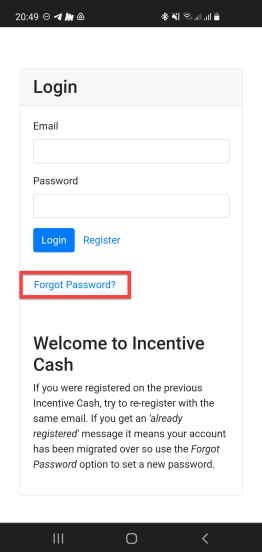 20:49
Login
Email
Password
Login Register
Forgot Password?
Welcome to Incentive
Cash
If you were registered on the previous
Incentive Cash, try to re-register with the
same email. If you get an 'already
registered' message it means your account
has been migrated over so use the Forgot
Password option to set a new password.